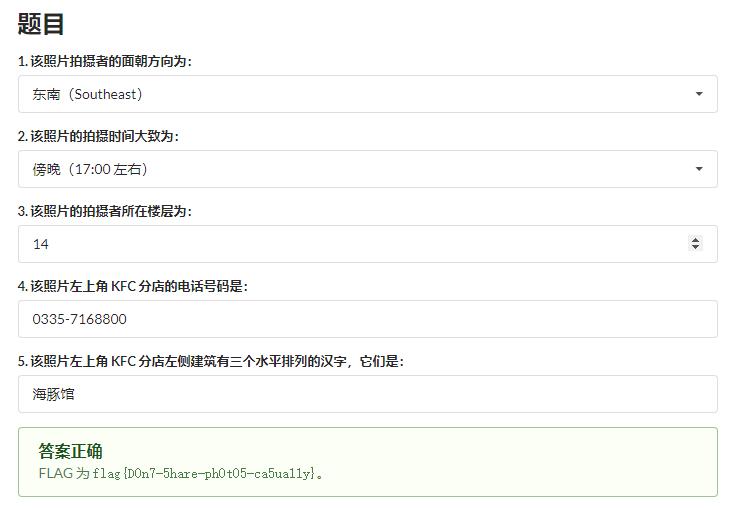 题目
1. 该照片拍摄者的面朝方向为：
东南（Southeast）
2. 该照片的拍摄时间大致为：
傍晚（17:00 左右）
3. 该照片的拍摄者所在楼层为：
14
4. 该照片左上角 KFC 分店的电话号码是：
0335-7168800
5. 该照片左上角 KFC 分店左侧建筑有三个水平排列的汉字，它们是：
海豚馆
答案正确
FLAG 为 flag{D0n7-5hare-ph0t05-ca5ua11y}。